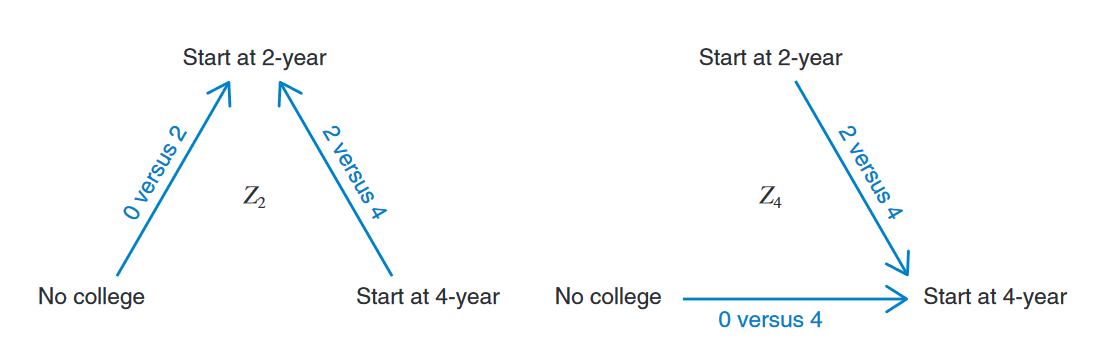 Start at 2-year
0 versus 2
2 versus 4
Z2
No college
Start at 4-year
Start at 2-year
2 versus 4
Z4
No college
0 versus 4
Start at 4-year